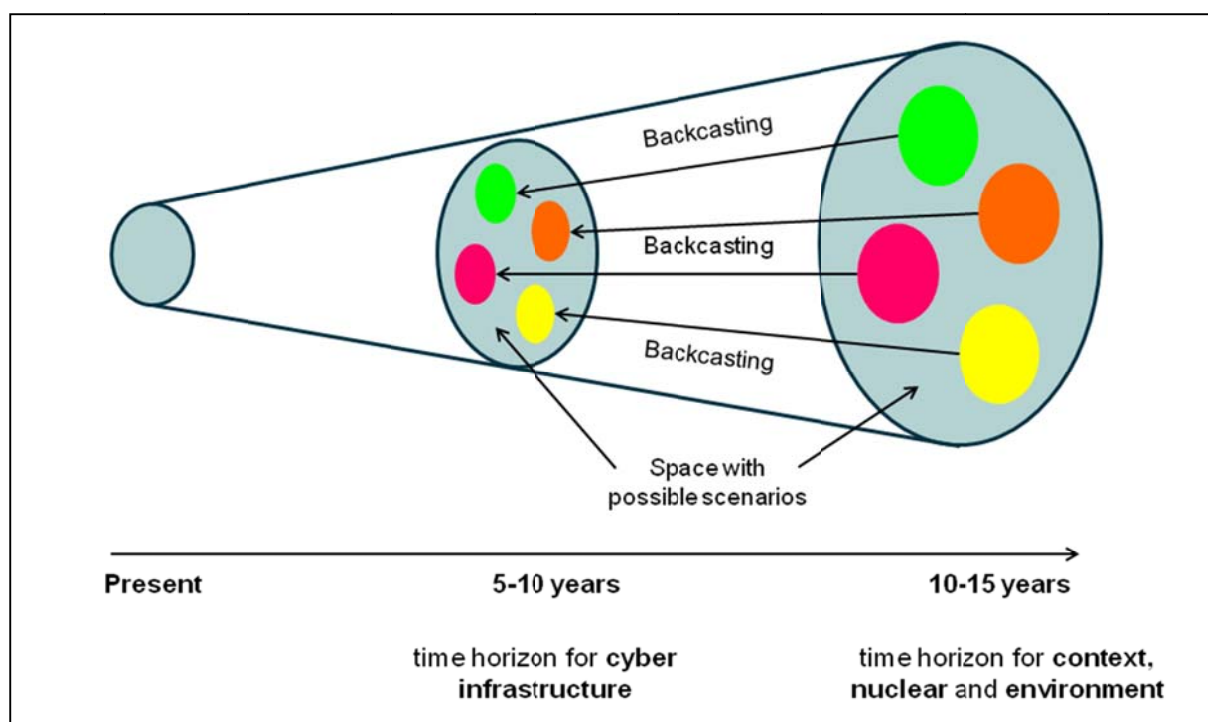 Backcasting
Backcasting
Backcasting
Space with
possible scenarios
Present
5-10 years
10-15 years
time horizon for cyber
infrastructure
time horizon for context,
nuclear and environment